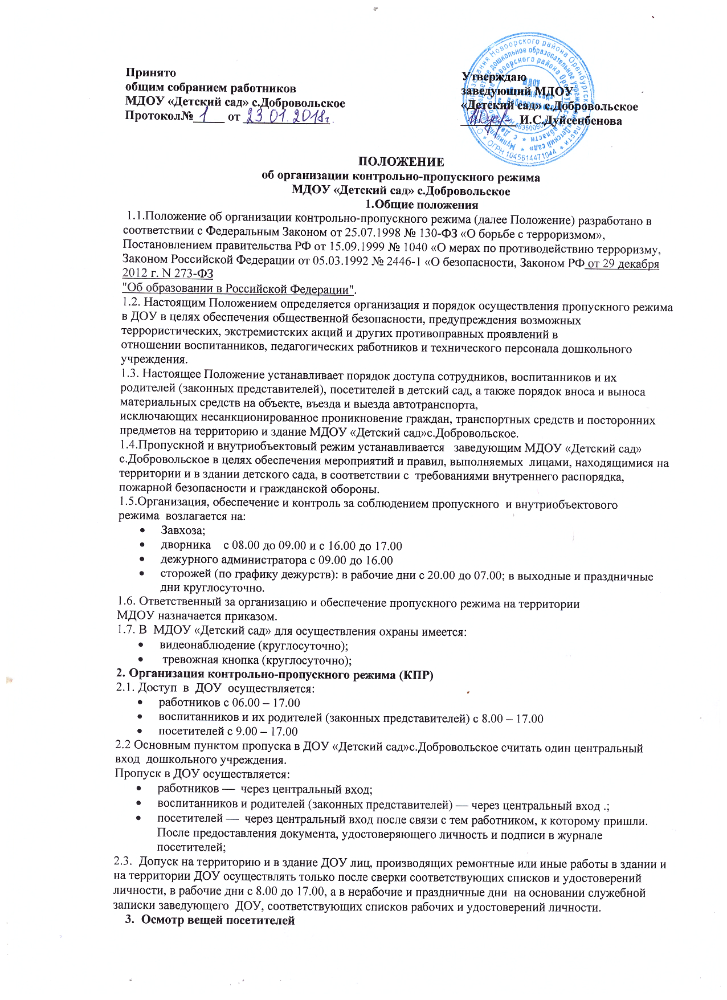 Принято
общим собранием работников
МДОУ «Детский сад» с.Добровольское
Протокол№ 1 от 23.01.2018г.
Утверждаю
заведующий МДОУ
«Детский сад» с.Добровольское
И.С.Дуйсенбенова
ОГРН 1045614471044
ПОЛОЖЕНИЕ
об организации контрольно-пропускного режима
МДОУ «Детский сад» с.Добровольское
1.Общие положения
1.1.Положение об организации контрольно-пропускного режима (далее Положение) разработано в
соответствии с Федеральным Законом от 25.07.1998 № 130-ФЗ «О борьбе с терроризмом»,
Постановлением правительства РФ от 15.09.1999 № 1040 «О мерах по противодействию терроризму,
Законом Российской Федерации от 05.03.1992 № 2446-1 «О безопасности, Законом РФ от 29 декабря
2012 г. N 273-ФЗ
"Об образовании в Российской Федерации".
1.2. Настоящим Положением определяется организация и порядок осуществления пропускного режима
в ДОУ в целях обеспечения общественной безопасности, предупреждения возможных
террористических, экстремистских акций и других противоправных проявлений в
отношении воспитанников, педагогических работников и технического персонала дошкольного
учреждения.
1.3. Настоящее Положение устанавливает порядок доступа сотрудников, воспитанников и их
родителей (законных представителей), посетителей в детский сад, а также порядок вноса и выноса
материальных средств на объекте, въезда и выезда автотранспорта,
исключающих несанкционированное проникновение граждан, транспортных средств и посторонних
предметов на территорию и здание МДОУ «Детский сад»с.Добровольское.
1.4.Пропускной и внутриобъектовый режим устанавливается заведующим МДОУ «Детский сад»
с.Добровольское в целях обеспечения мероприятий и правил, выполняемых лицами, находящимися на
территории и в здании детского сада, в соответствии с требованиями внутреннего распорядка,
пожарной безопасности и гражданской обороны.
1.5.Организация, обеспечение и контроль за соблюдением пропускного и внутриобъектового
режима возлагается на:
• Завхоза;
• дворника с 08.00 до 09.00 и с 16.00 до 17.00
• дежурного администратора с 09.00 до 16.00
• сторожей (по графику дежурств): в рабочие дни с 20.00 до 07.00; в выходные и праздничные
дни круглосуточно.
1.6. Ответственный за организацию и обеспечение пропускного режима на территории
МДОУ назначается приказом.
1.7. В МДОУ «Детский сад» для осуществления охраны имеется:
• видеонаблюдение (круглосуточно);
• тревожная кнопка (круглосуточно);
2. Организация контрольно-пропускного режима (КПР)
2.1. Доступ в ДОУ осуществляется:
• работников с 06.00 – 17.00
• воспитанников и их родителей (законных представителей) с 8.00 – 17.00
• посетителей с 9.00 – 17.00
2.2 Основным пунктом пропуска в ДОУ «Детский сад»с.Добровольское считать один центральный
вход дошкольного учреждения.
Пропуск в ДОУ осуществляется:
• работников — через центральный вход;
• воспитанников и родителей (законных представителей) — через центральный вход .;
• посетителей — через центральный вход после связи с тем работником, к которому пришли.
После предоставления документа, удостоверяющего личность и подписи в журнале
посетителей;
2.3. Допуск на территорию и в здание ДОУ лиц, производящих ремонтные или иные работы в здании и
на территории ДОУ осуществлять только после сверки соответствующих списков и удостоверений
личности, в рабочие дни с 8.00 до 17.00, а в нерабочие и праздничные дни на основании служебной
записки заведующего ДОУ, соответствующих списков рабочих и удостоверений личности.
3. Осмотр вещей посетителей